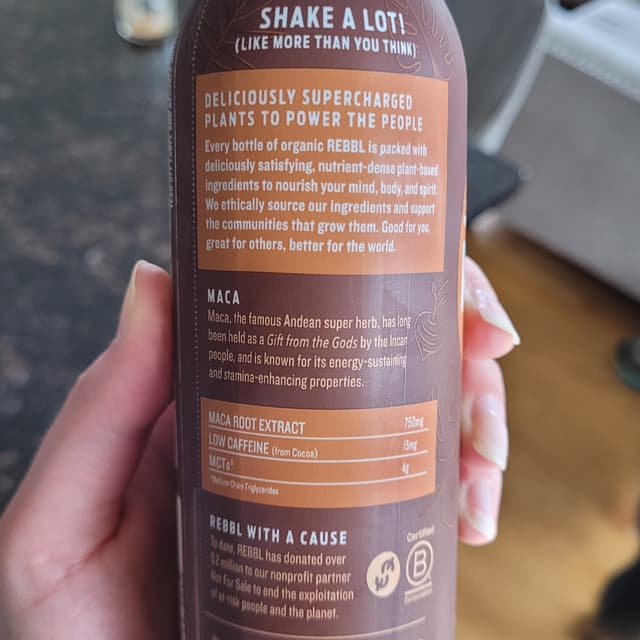 SHAKE A LOT!
(LIKE MORE THAN YOU THINK)
DELICIOUSLY SUPERCHARGED
PLANTS TO POWER THE PEOPLE
Every bottle of organic REBBL is packed with
deliciously satisfying, nutrient-dense plant-based
ingredients to nourish your mind, body, and spirit.
We ethically source our ingredients and support
the communities that grow them. Good for you,
great for others, better for the world.
MACA
Maca, the famous Andean super herb, has long
been held as a Gift from the Gods by the Incan
people, and is known for its energy-sustaining
and stamina-enhancing properties.
MACA ROOT EXTRACT 750mg
LOW CAFFEINE (from Cocoa) 15mg
MCTs¹ 4g
¹Medium Chain Triglycerides
REBBL WITH A CAUSE
To date, REBBL has donated over
$2 million to our nonprofit partner
Not For Sale to end the exploitation
of at-risk people and the planet.
Certified
B
Corporation